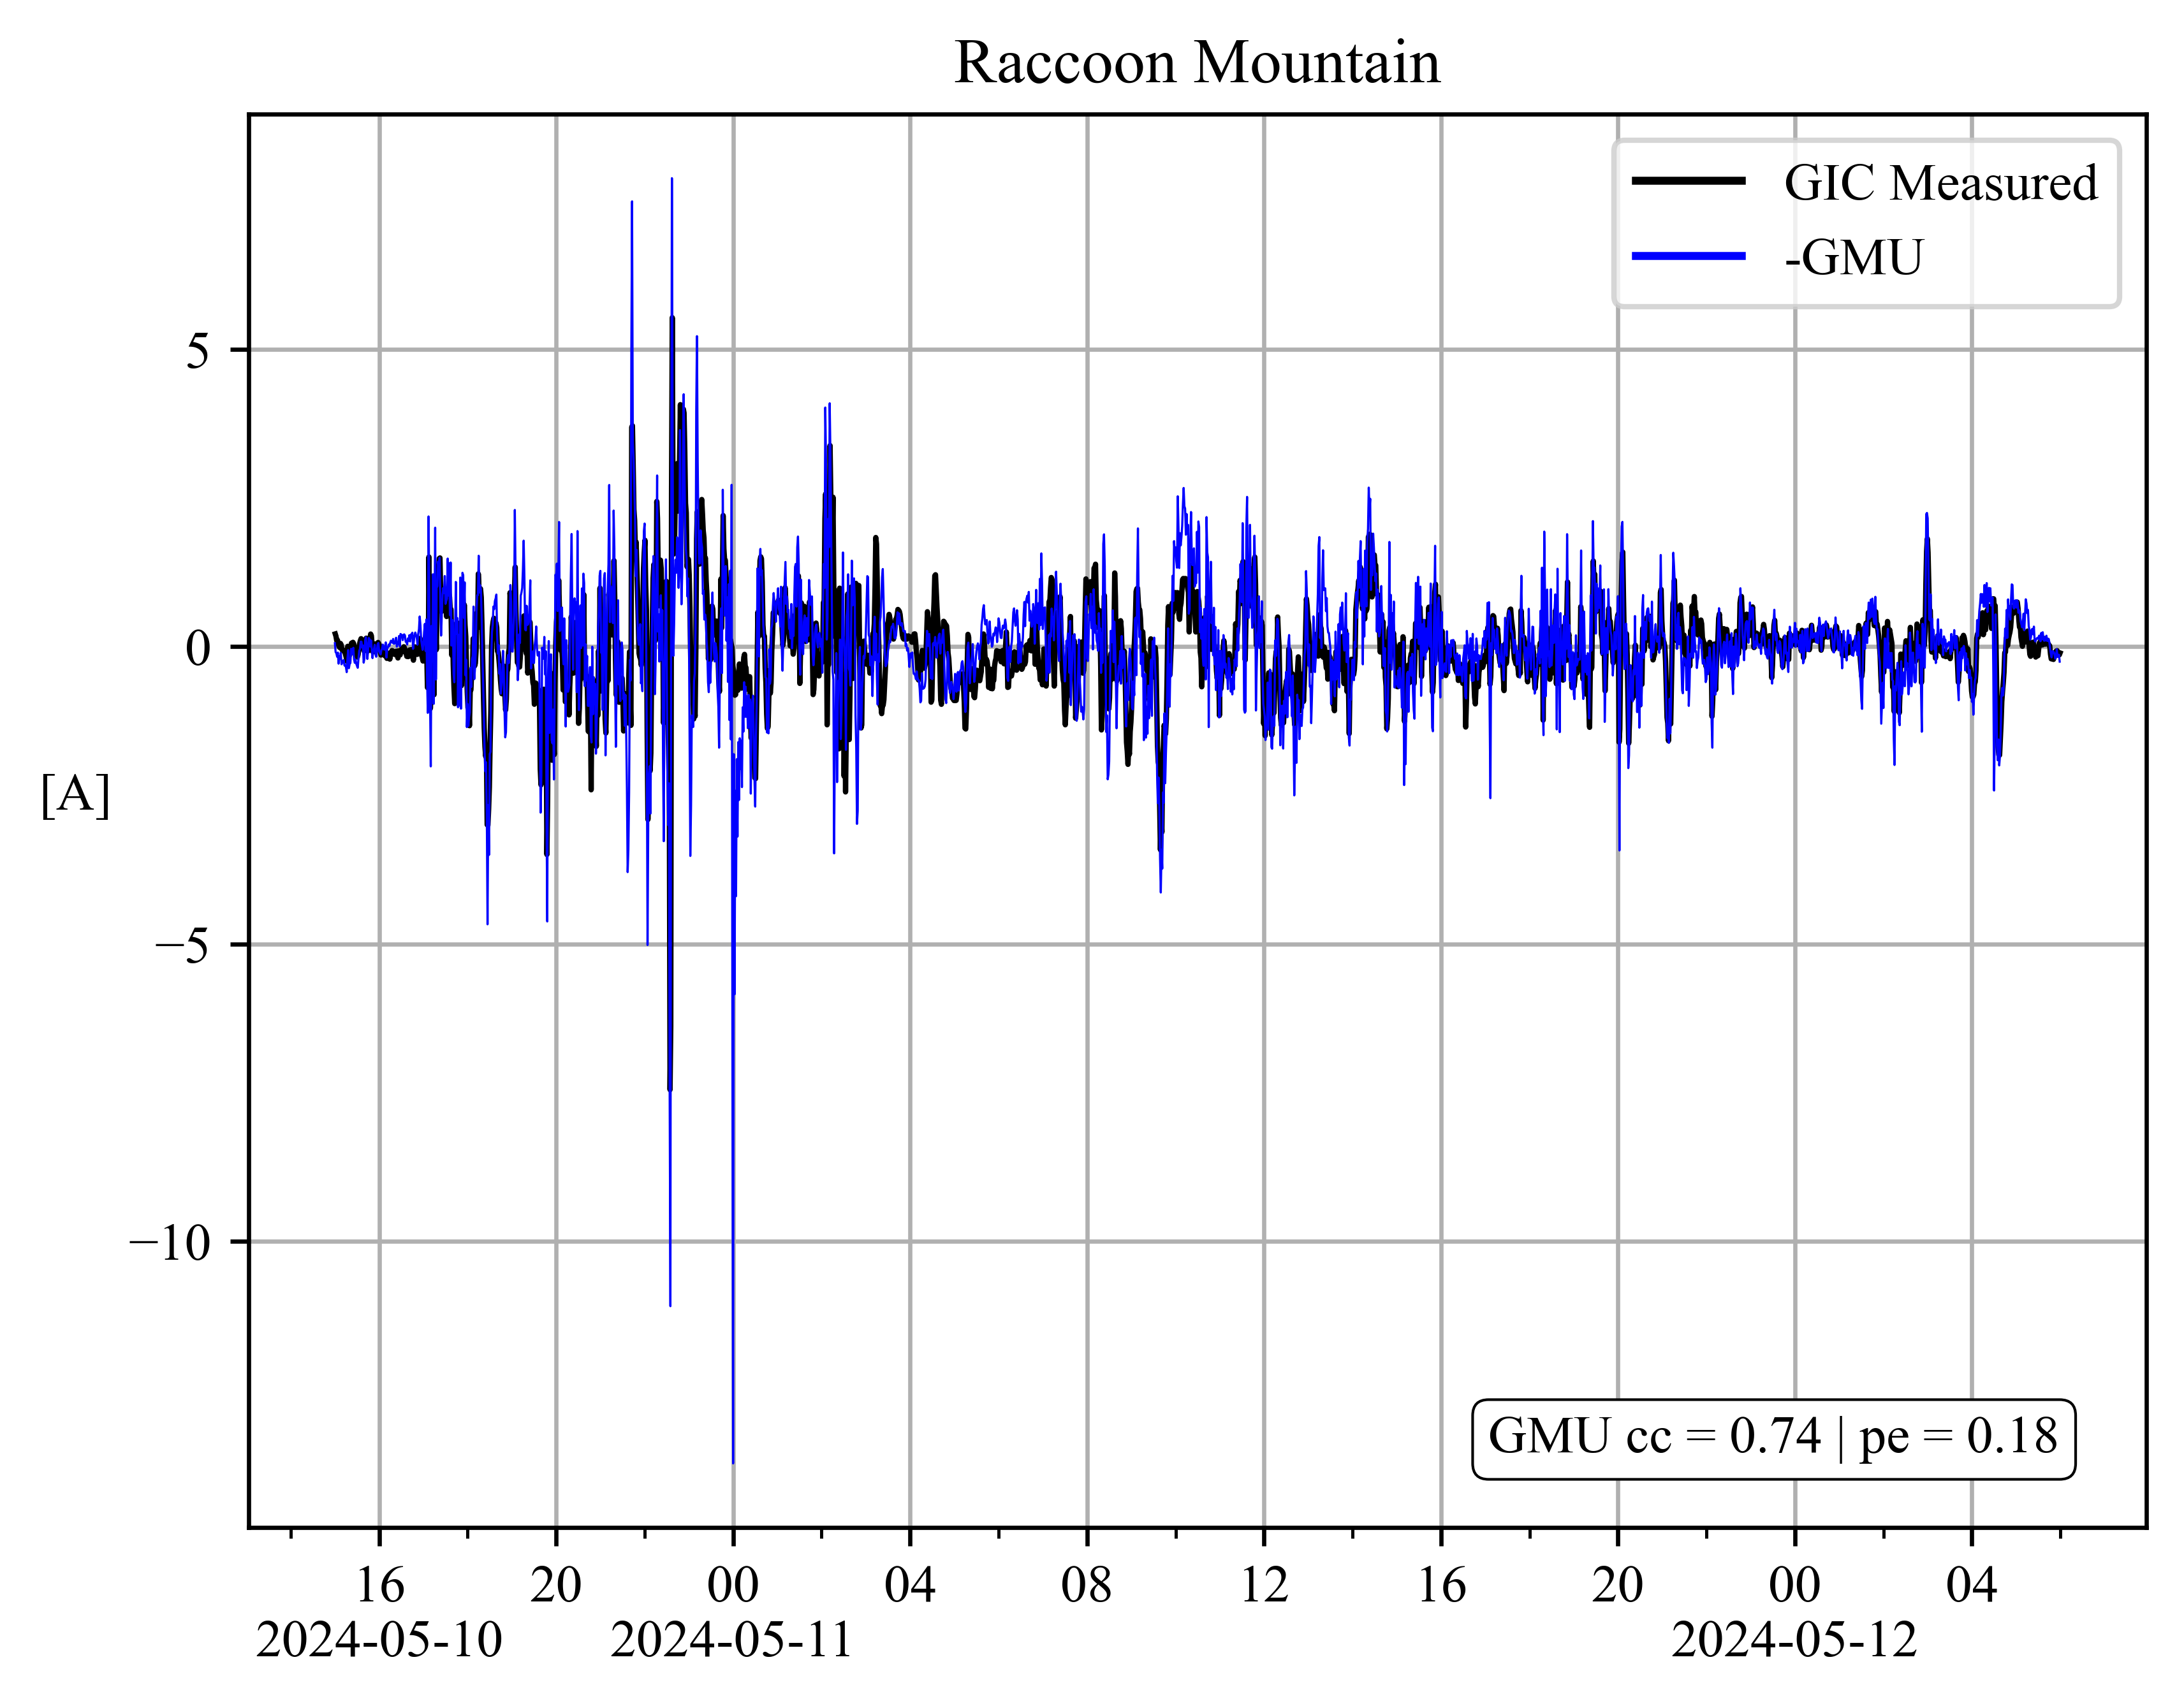 Raccoon Mountain
GIC Measured
-GMU
5
0
−5
−10
[A]
GMU cc = 0.74 | pe = 0.18
16 20 00 04 08 12 16 20 00 04
2024-05-10 2024-05-11 2024-05-12